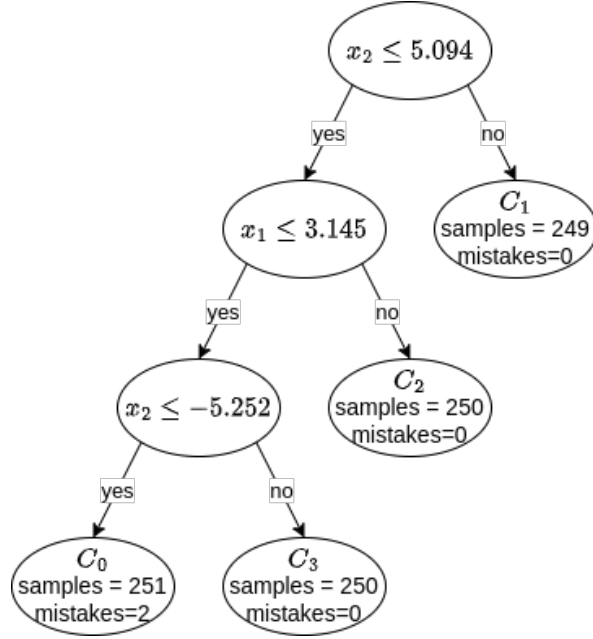 x₂ ≤ 5.094
yes
no
x₁ ≤ 3.145
C₁
samples = 249
mistakes=0
yes
no
x₂ ≤ −5.252
C₂
samples = 250
mistakes=0
yes
no
C₀
samples = 251
mistakes=2
C₃
samples = 250
mistakes=0